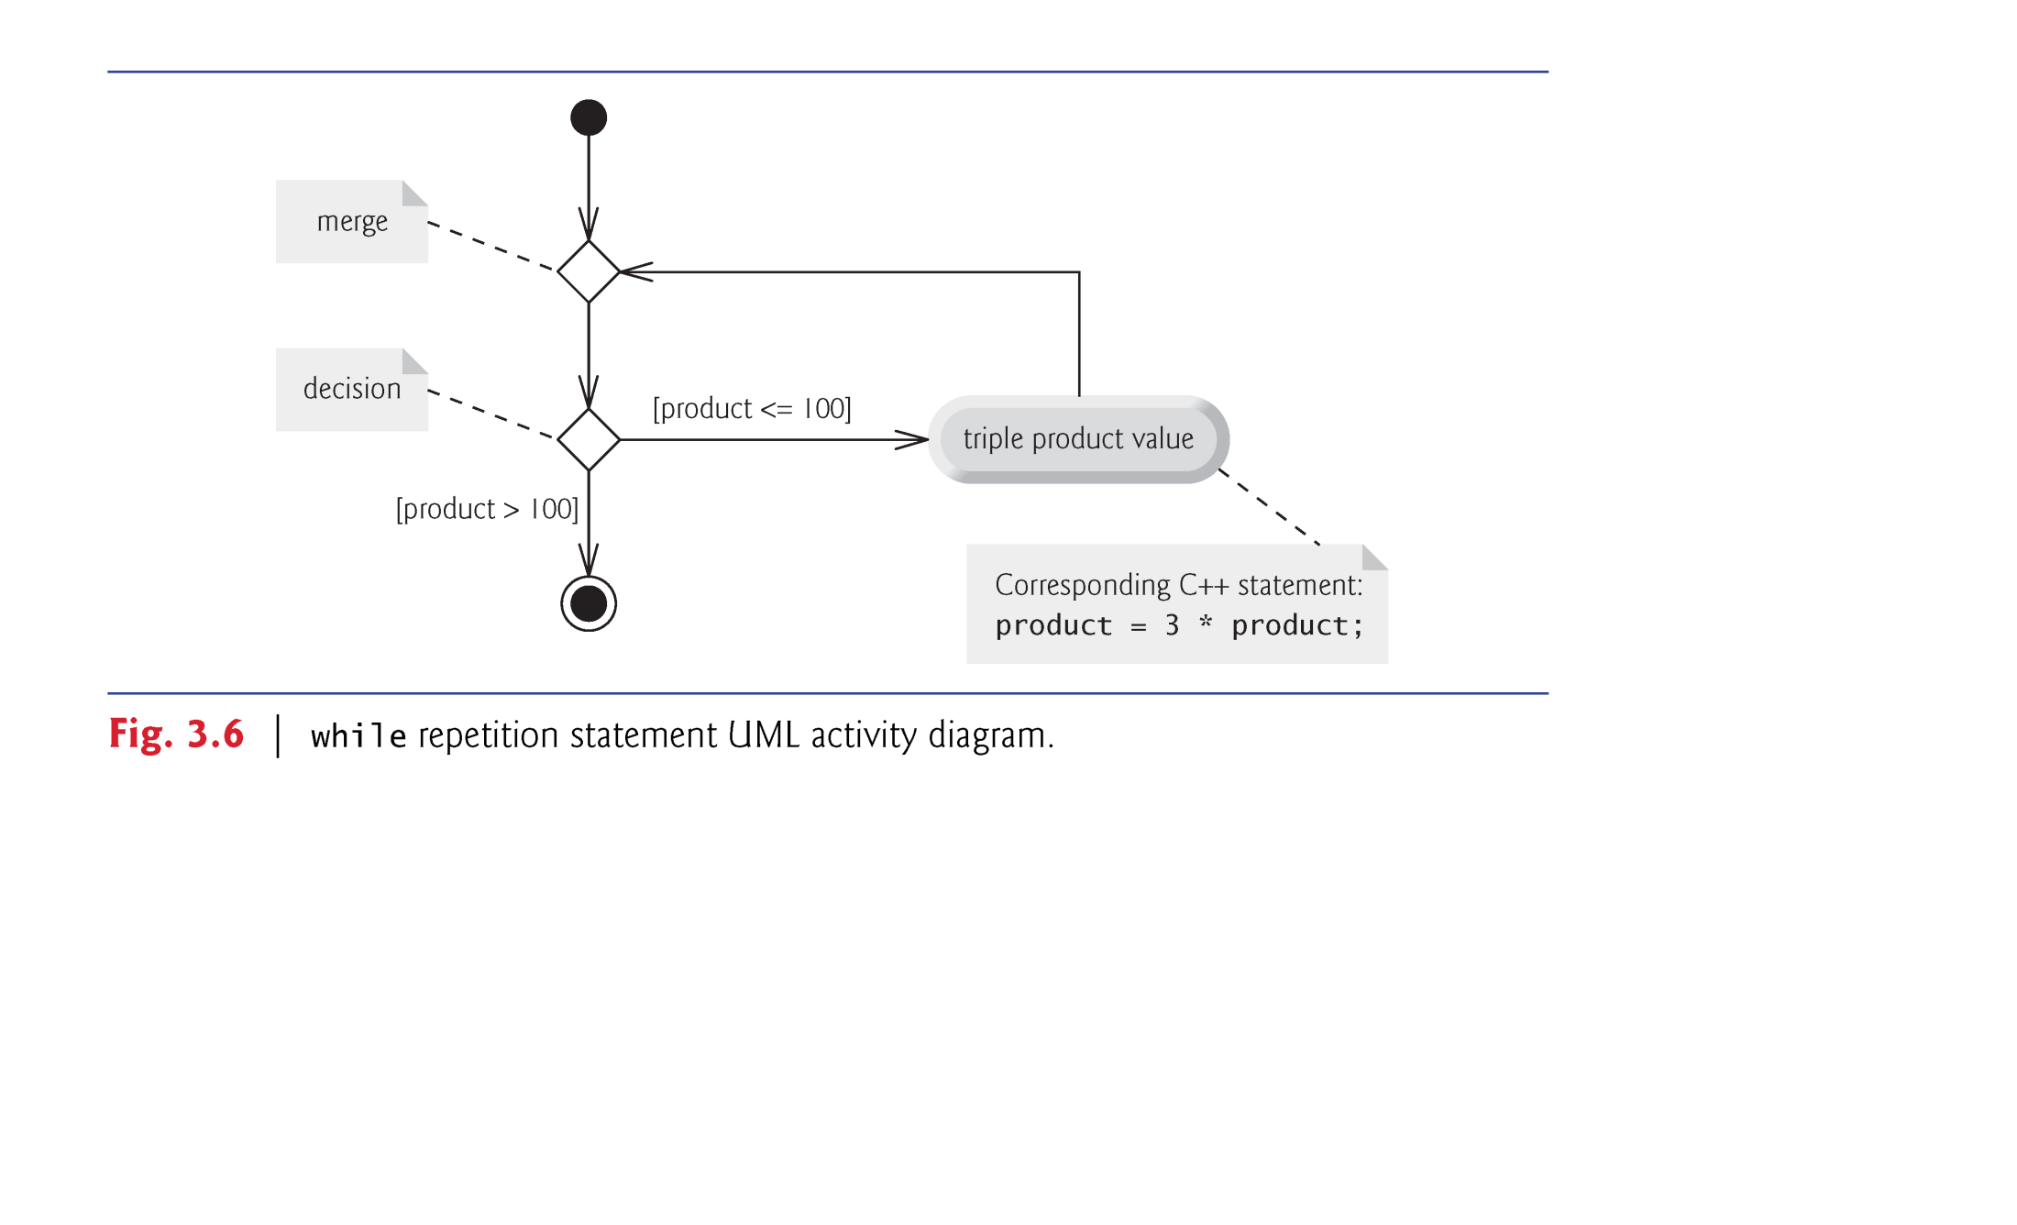 merge
decision
[product <= 100]
triple product value
[product > 100]
Corresponding C++ statement:
product = 3 * product;
Fig. 3.6 | while repetition statement UML activity diagram.